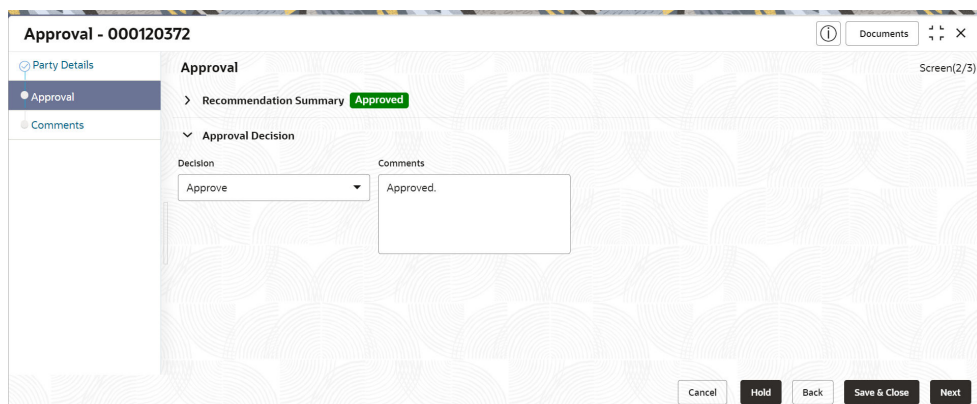 Approval - 000120372
Documents
Party Details
Approval
Comments
Approval
Screen(2/3)
Recommendation Summary Approved
Approval Decision
Decision
Comments
Approve
Approved.
Cancel
Hold
Back
Save & Close
Next